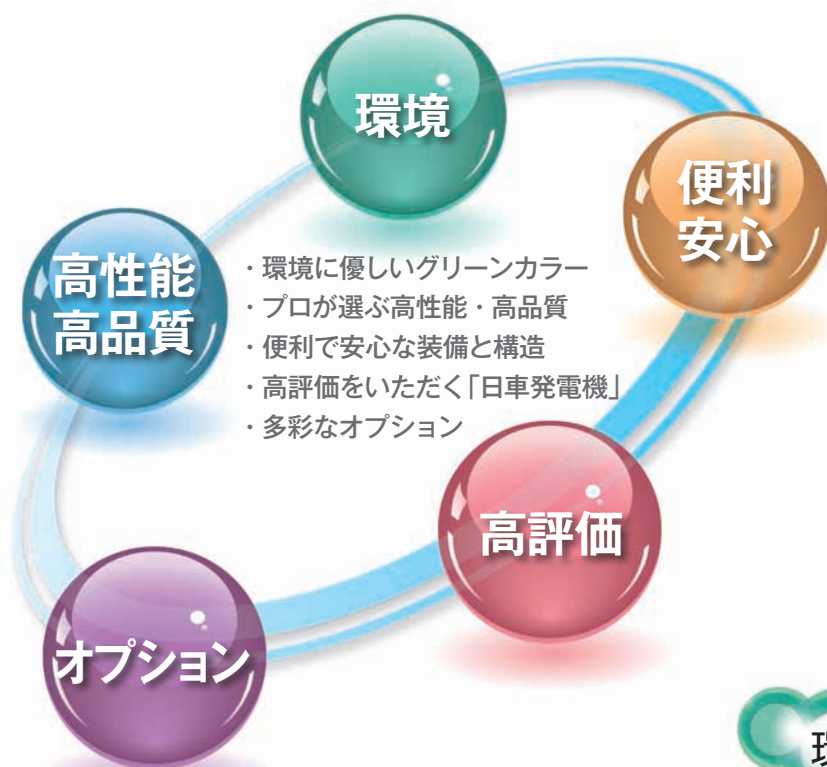 環境
便利
安心
高性能
高品質
・環境に優しいグリーンカラー
・プロが選ぶ高性能・高品質
・便利で安心な装備と構造
・高評価をいただく「日車発電機」
・多彩なオプション
高評価
オプション